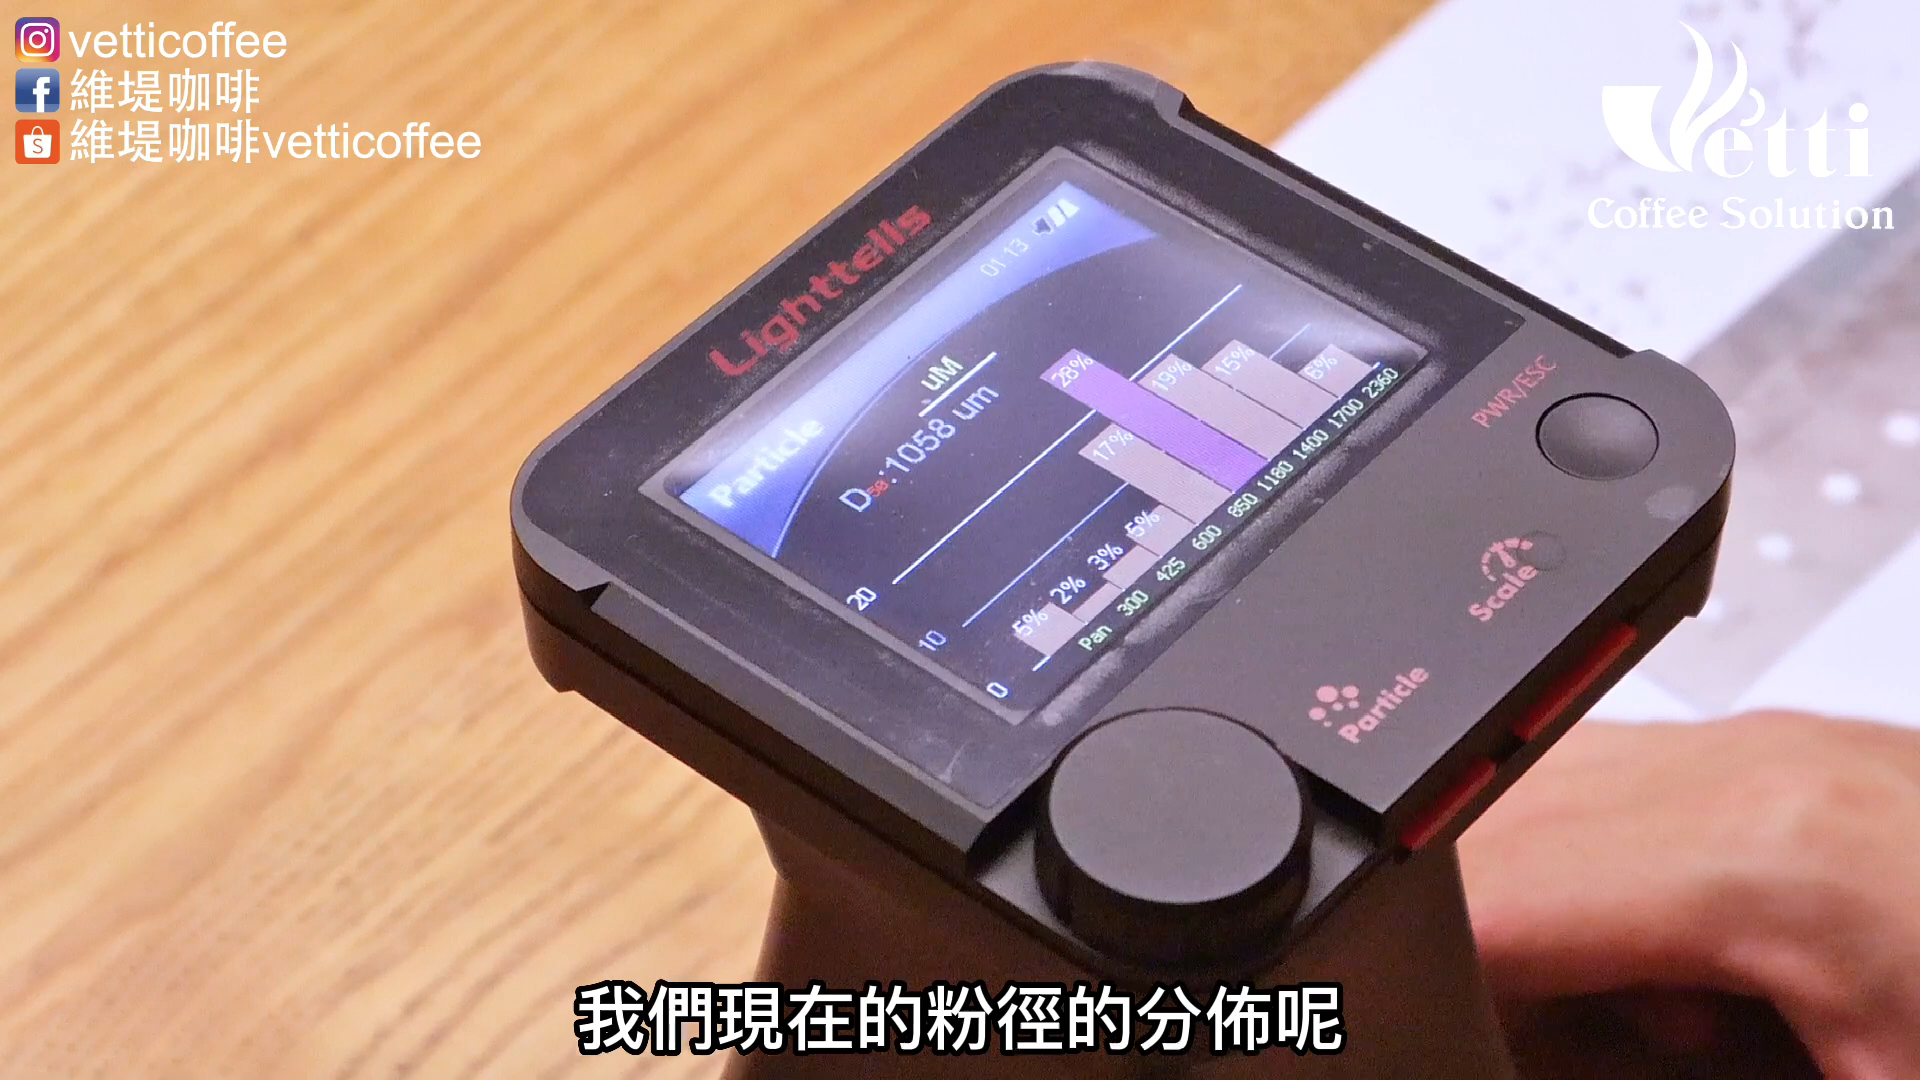 vetticoffee
維堤咖啡
維堤咖啡vetticoffee
Vetti
Coffee Solution
Lighttells
Particle
01:13
uM
D50:1058 um
20
10
0
5%
2%
3%
5%
17%
28%
19%
15%
6%
Pan 300 425 600 850 1180 1400 1700 2360
PWR/ESC
Scale
Particle
我們現在的粉徑的分佈呢